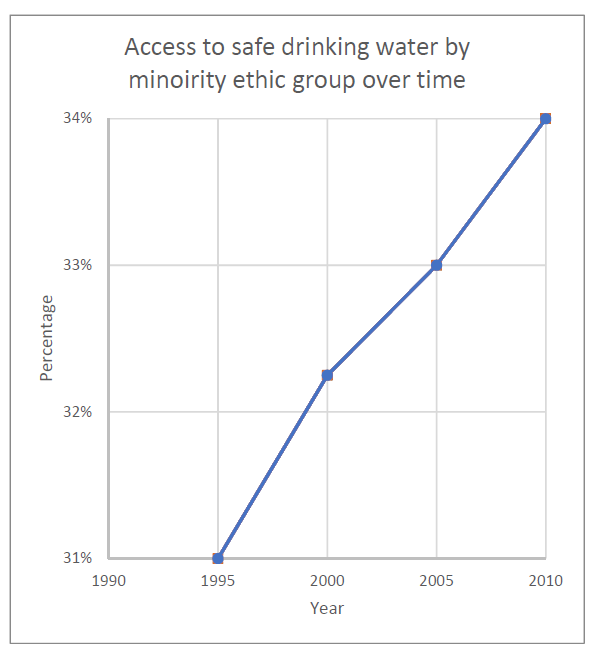 Access to safe drinking water by
minoirity ethic group over time
34%
33%
32%
31%
Percentage
1990 1995 2000 2005 2010
Year